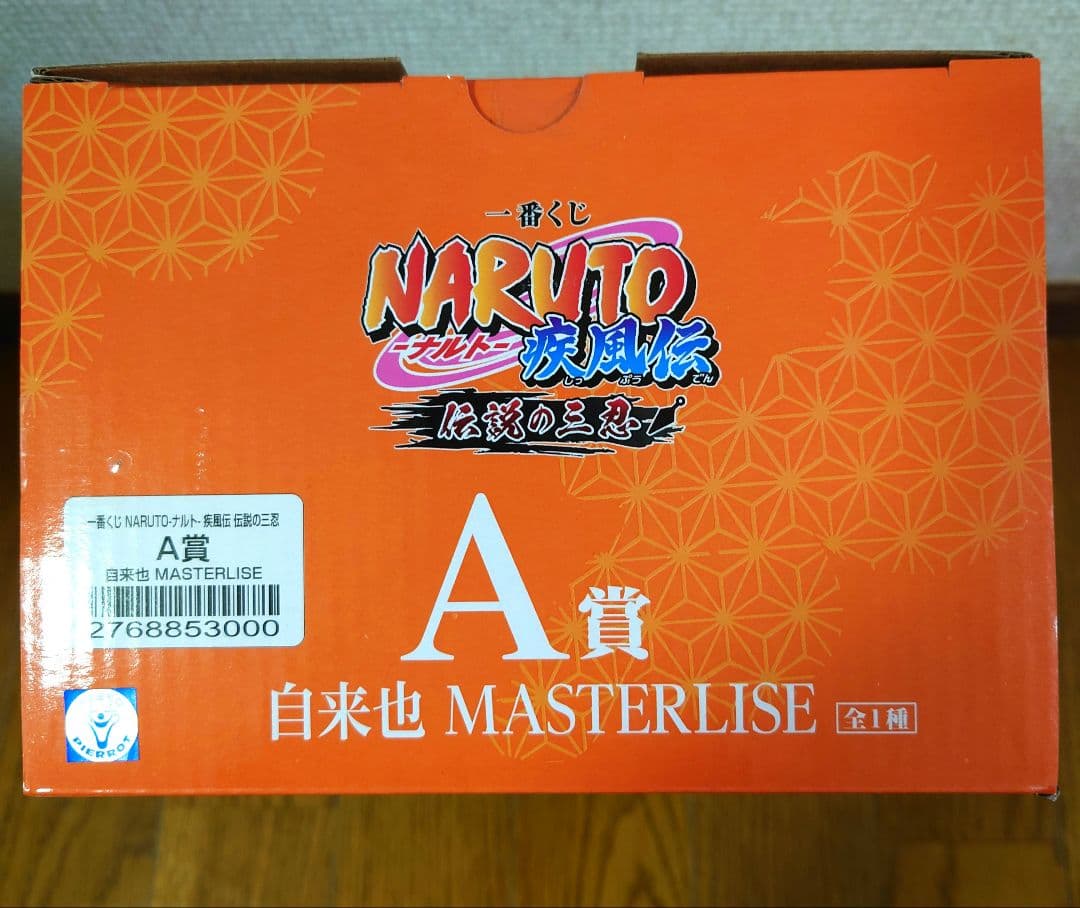 一番くじ
NARUTO
-ナルト-
疾風伝
しっ ぷう でん
伝説の三忍
A賞
自来也 MASTERLISE 全1種
一番くじ NARUTO-ナルト- 疾風伝 伝説の三忍
A賞
自来也 MASTERLISE
2768853000
PIERROT